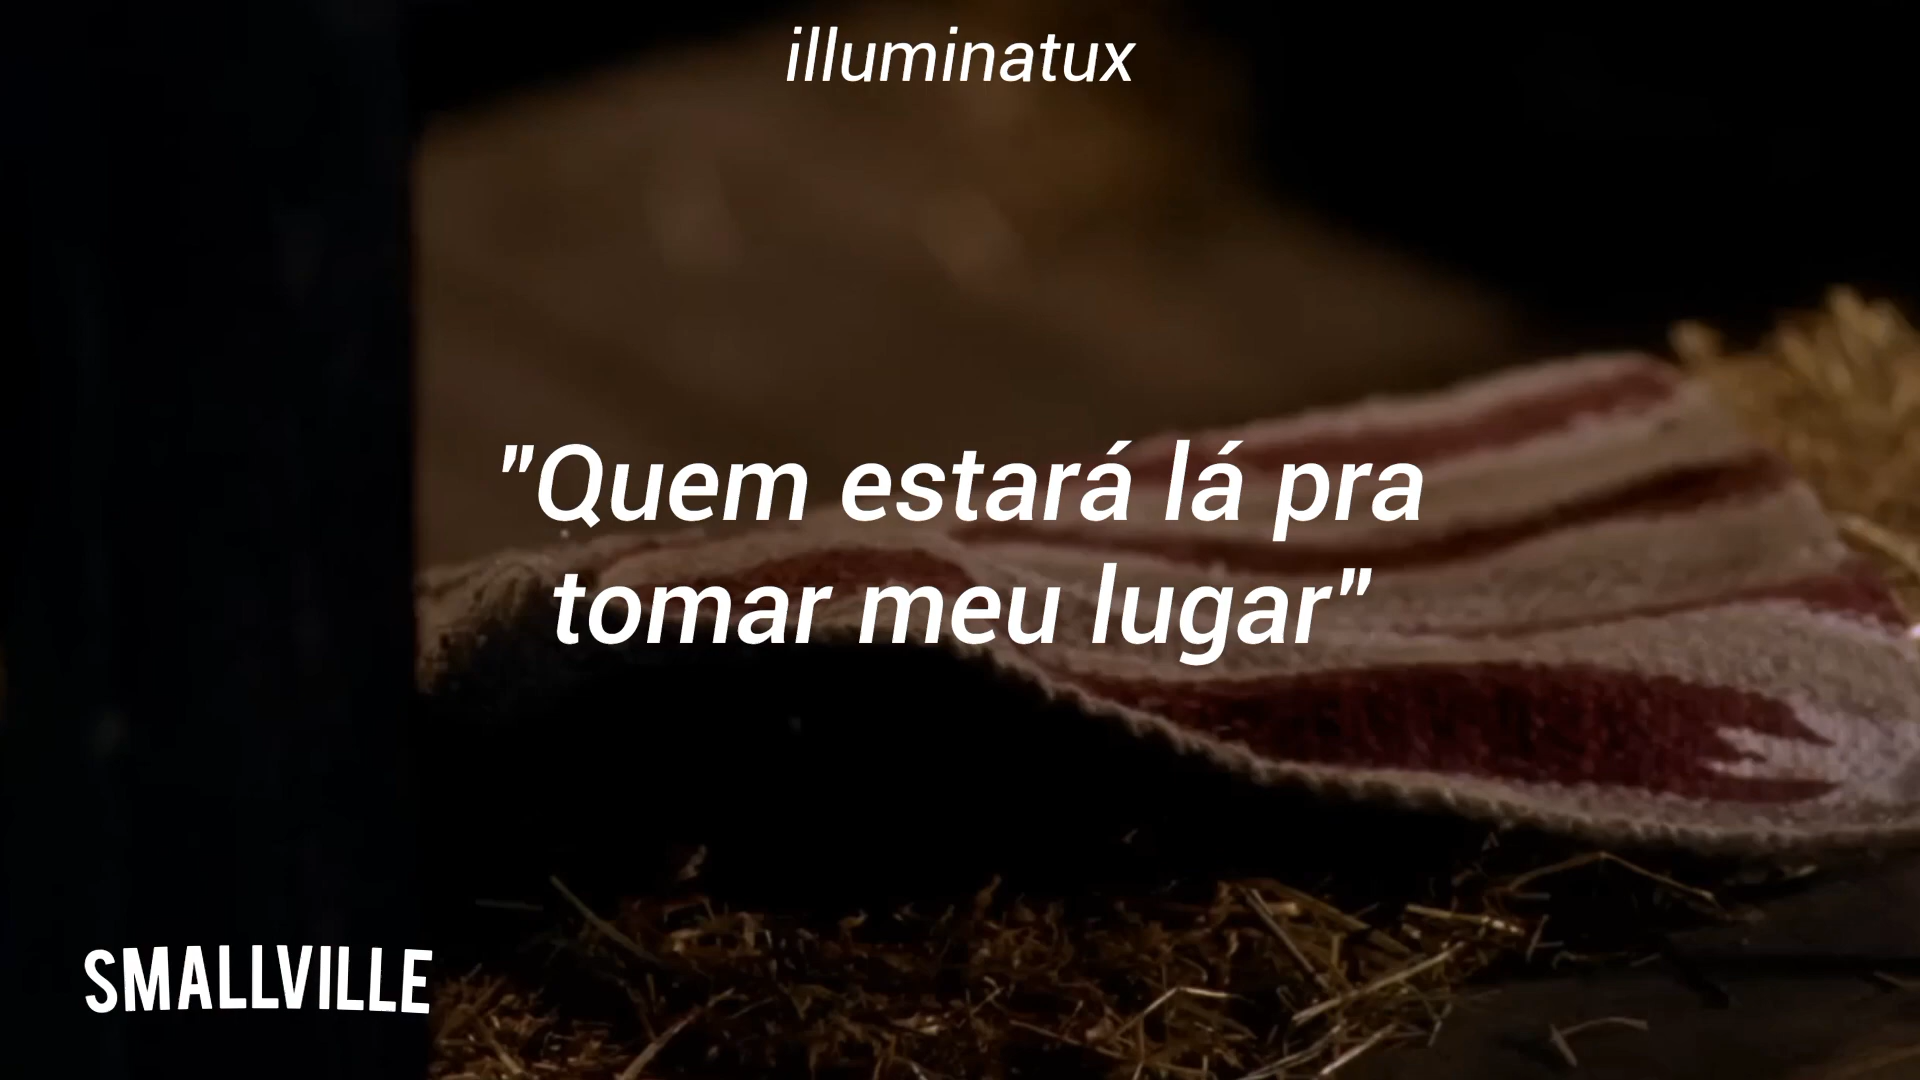 illuminatux
"Quem estará lá pra
tomar meu lugar"
SMALLVILLE